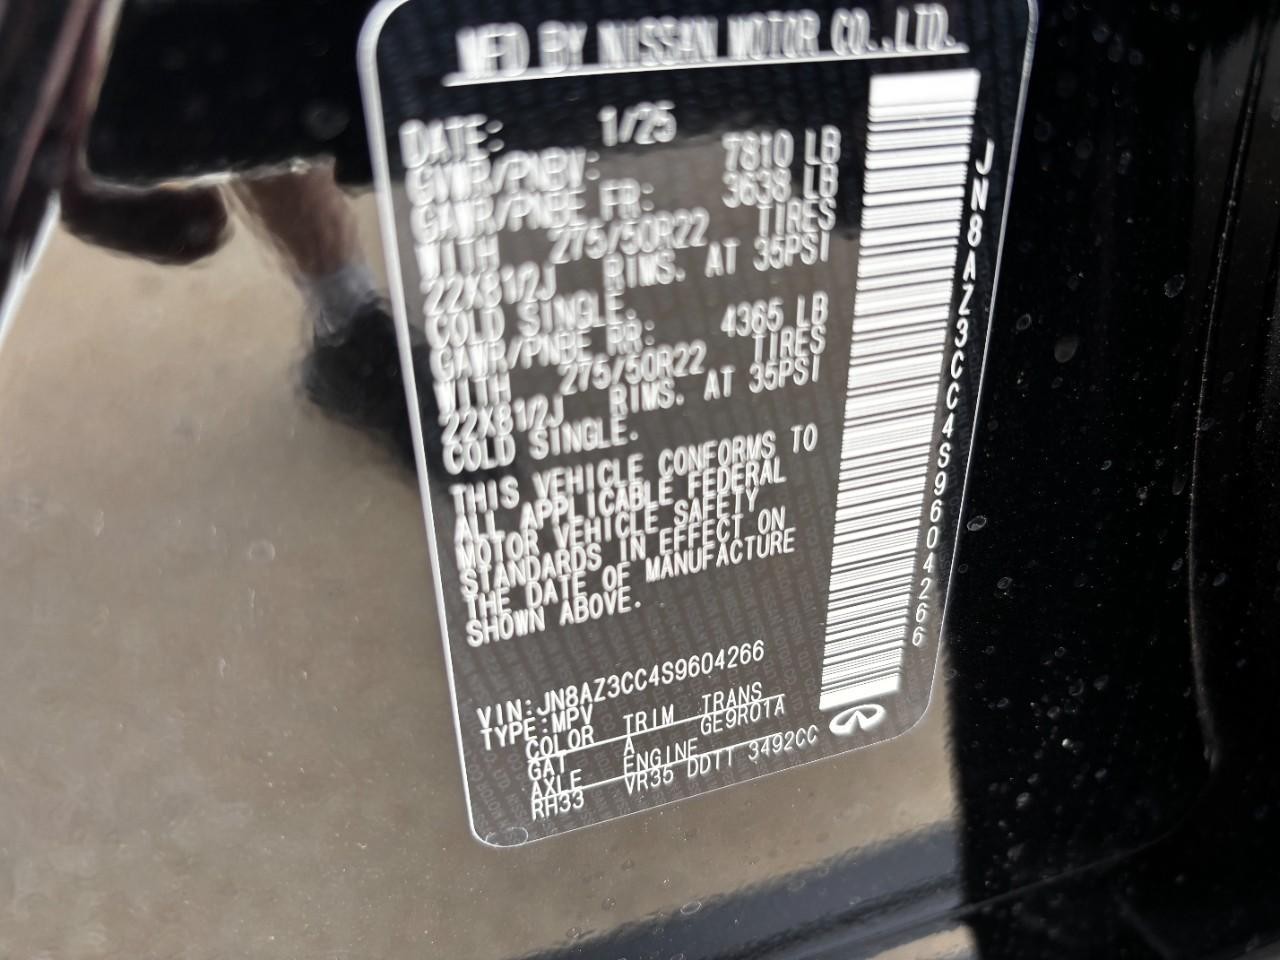 MFD BY NISSAN MOTOR CO.,LTD.
DATE: 1/25
GVWR/PNBV: 7810 LB
GAWR/PNBE FR: 3638 LB
WITH 275/50R22 TIRES
22X81/2J RIMS. AT 35PSI
COLD SINGLE.
GAWR/PNBE RR: 4365 LB
WITH 275/50R22 TIRES
22X81/2J RIMS. AT 35PSI
COLD SINGLE.
THIS VEHICLE CONFORMS TO
ALL APPLICABLE FEDERAL
MOTOR VEHICLE SAFETY
STANDARDS IN EFFECT ON
THE DATE OF MANUFACTURE
SHOWN ABOVE.
VIN:JN8AZ3CC4S9604266
TYPE:MPV
COLOR TRIM TRANS
GAT A GE9R01A
AXLE ENGINE
RH33 VR35 DDTT 3492CC
JN8AZ3CC4S9604266